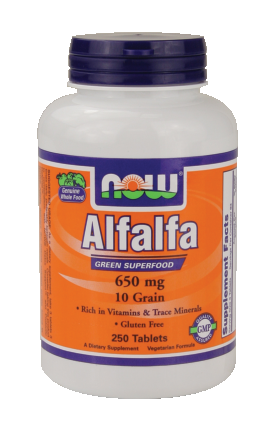 Genuine
Whole Food
NOW
Alfalfa
GREEN SUPERFOOD
650 mg
10 Grain
• Rich in Vitamins & Trace Minerals
• Gluten Free
250 Tablets
A Dietary Supplement Vegetarian Formula
QUALITY
GMP
Supplement Facts